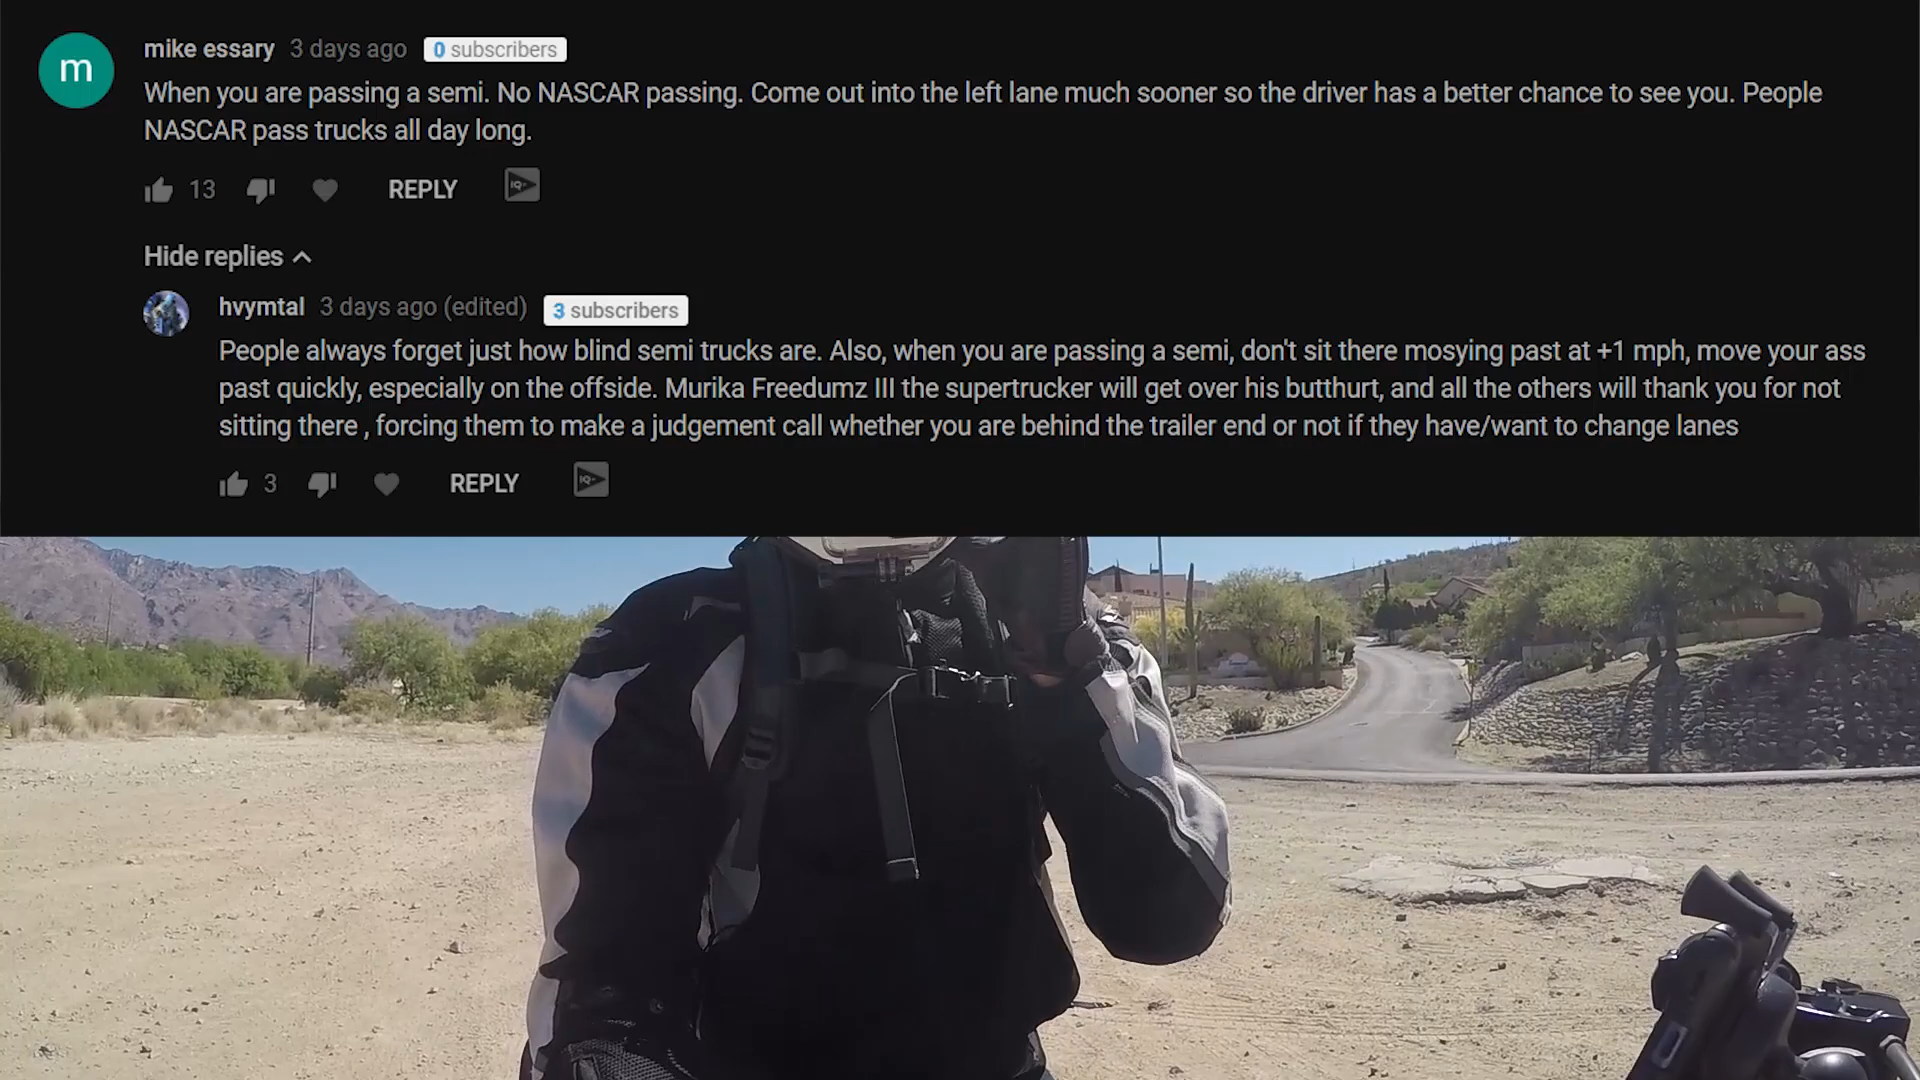 m
mike essary 3 days ago 0 subscribers
When you are passing a semi. No NASCAR passing. Come out into the left lane much sooner so the driver has a better chance to see you. People
NASCAR pass trucks all day long.
13 REPLY IQ
Hide replies
hvymtal 3 days ago (edited) 3 subscribers
People always forget just how blind semi trucks are. Also, when you are passing a semi, don't sit there mosying past at +1 mph, move your ass
past quickly, especially on the offside. Murika Freedumz III the supertrucker will get over his butthurt, and all the others will thank you for not
sitting there , forcing them to make a judgement call whether you are behind the trailer end or not if they have/want to change lanes
3 REPLY IQ